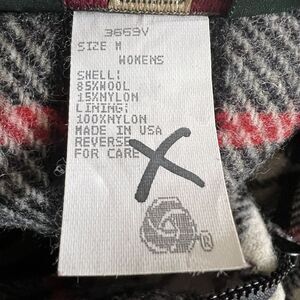 3669V
SIZE M
WOMENS
SHELL:
85%WOOL
15%NYLON
LINING:
100%NYLON
MADE IN USA
REVERSE
FOR CARE
R